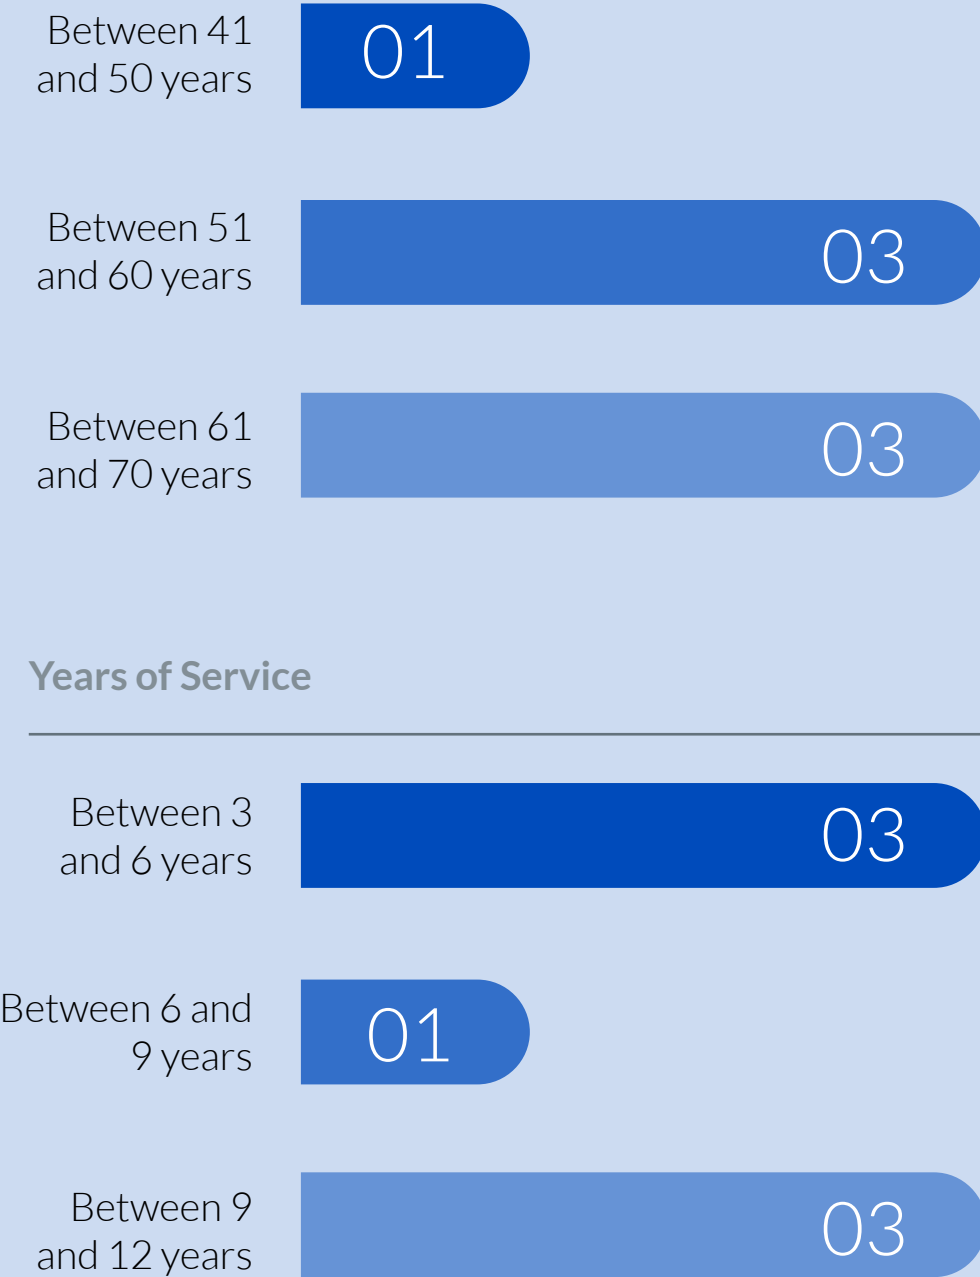 Between 41
and 50 years
01
Between 51
and 60 years
03
Between 61
and 70 years
03
Years of Service
Between 3
and 6 years
03
Between 6 and
9 years
01
Between 9
and 12 years
03